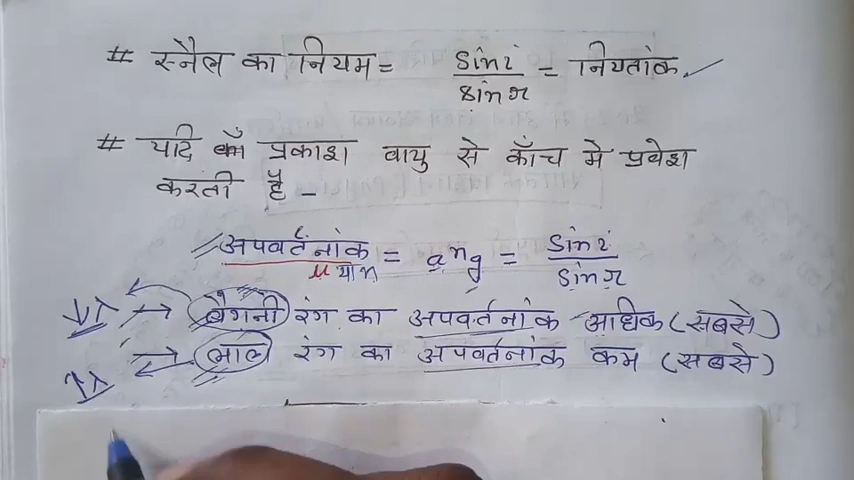 # स्नैल का नियम = sin i / sin r = नियतांक
# यदि प्रकाश वायु से काँच मे प्रवेश
करती है -
अपवर्तनांक = ang = sin i / sin r
μ या n
↓λ → बैगनी रंग का अपवर्तनांक अधिक (सबसे)
↑λ → लाल रंग का अपवर्तनांक कम (सबसे)